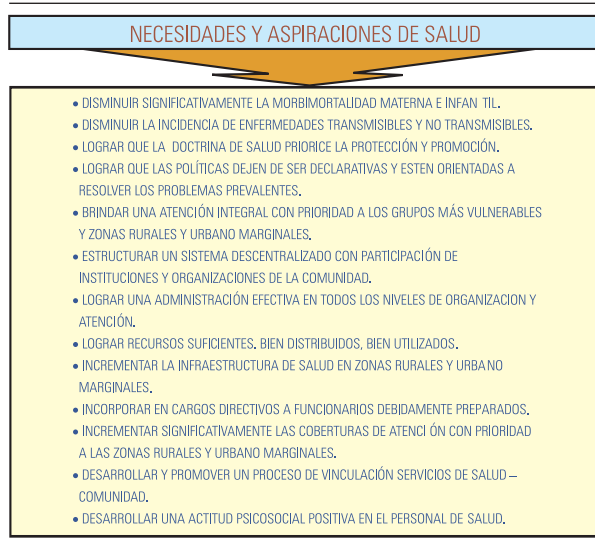 NECESIDADES Y ASPIRACIONES DE SALUD
• DISMINUIR SIGNIFICATIVAMENTE LA MORBIMORTALIDAD MATERNA E INFAN TIL.
• DISMINUIR LA INCIDENCIA DE ENFERMEDADES TRANSMISIBLES Y NO TRANSMISIBLES.
• LOGRAR QUE LA DOCTRINA DE SALUD PRIORICE LA PROTECCIÓN Y PROMOCIÓN.
• LOGRAR QUE LAS POLÍTICAS DEJEN DE SER DECLARATIVAS Y ESTEN ORIENTADAS A
RESOLVER LOS PROBLEMAS PREVALENTES.
• BRINDAR UNA ATENCIÓN INTEGRAL CON PRIORIDAD A LOS GRUPOS MÁS VULNERABLES
Y ZONAS RURALES Y URBANO MARGINALES.
• ESTRUCTURAR UN SISTEMA DESCENTRALIZADO CON PARTICIPACIÓN DE
INSTITUCIONES Y ORGANIZACIONES DE LA COMUNIDAD.
• LOGRAR UNA ADMINISTRACIÓN EFECTIVA EN TODOS LOS NIVELES DE ORGANIZACION Y
ATENCIÓN.
• LOGRAR RECURSOS SUFICIENTES. BIEN DISTRIBUIDOS, BIEN UTILIZADOS.
• INCREMENTAR LA INFRAESTRUCTURA DE SALUD EN ZONAS RURALES Y URBANO
MARGINALES.
• INCORPORAR EN CARGOS DIRECTIVOS A FUNCIONARIOS DEBIDAMENTE PREPARADOS.
• INCREMENTAR SIGNIFICATIVAMENTE LAS COBERTURAS DE ATENCI ÓN CON PRIORIDAD
A LAS ZONAS RURALES Y URBANO MARGINALES.
• DESARROLLAR Y PROMOVER UN PROCESO DE VINCULACIÓN SERVICIOS DE SALUD –
COMUNIDAD.
• DESARROLLAR UNA ACTITUD PSICOSOCIAL POSITIVA EN EL PERSONAL DE SALUD.